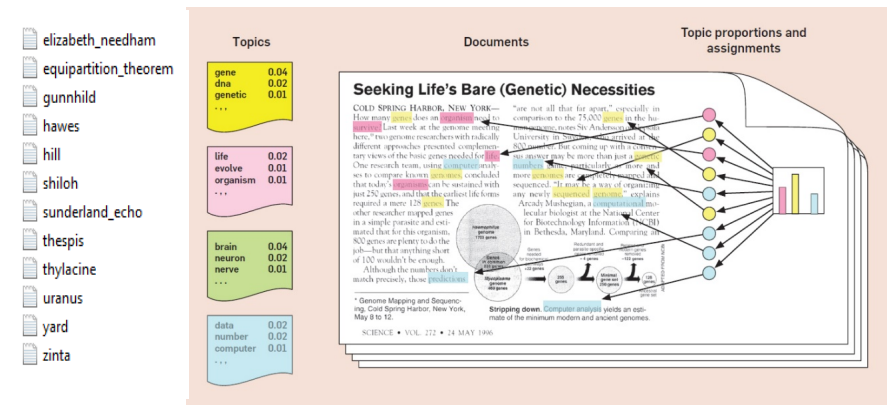 elizabeth_needham
equipartition_theorem
gunnhild
hawes
hill
shiloh
sunderland_echo
thespis
thylacine
uranus
yard
zinta
Topics
gene 0.04
dna 0.02
genetic 0.01
...
life 0.02
evolve 0.01
organism 0.01
...
brain 0.04
neuron 0.02
nerve 0.01
...
data 0.02
number 0.02
computer 0.01
...
Documents
Seeking Life's Bare (Genetic) Necessities
COLD SPRING HARBOR, NEW YORK—
How many genes does an organism need to
survive? Last week at the genome meeting
here,* two genome researchers with radically
different approaches presented complemen-
tary views of the basic genes needed for life.
One research team, using computer analy-
ses to compare known genomes, concluded
that today's organisms can be sustained with
just 250 genes, and that the earliest life forms
required a mere 128 genes. The
other researcher mapped genes
in a simple parasite and esti-
mated that for this organism,
800 genes are plenty to do the
job—but that anything short
of 100 wouldn't be enough.
Although the numbers don't
match precisely, those predictions
* Genome Mapping and Sequenc-
ing, Cold Spring Harbor, New York,
May 8 to 12.
"are not all that far apart," especially in
comparison to the 75,000 genes in the hu-
man genome, notes Siv Andersson
University in Sweden, who arrived at the
800 number. But coming up with a consen-
sus answer may be more than just a genetic
numbers game, particularly as more and
more genomes are completely mapped and
sequenced. "It may be a way of organizing
any newly sequenced genome," explains
Arcady Mushegian, a computational mo-
lecular biologist at the National Center
for Biotechnology Information (NCBI)
in Bethesda, Maryland. Comparing an
Stripping down. Computer analysis yields an esti-
mate of the minimum modern and ancient genomes.
SCIENCE • VOL. 272 • 24 MAY 1996
Topic proportions and
assignments